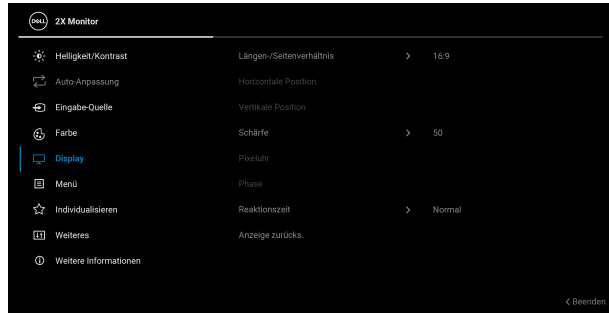 DELL 2X Monitor
Helligkeit/Kontrast Längen-/Seitenverhältnis 16:9
Auto-Anpassung Horizontale Position
Eingabe-Quelle Vertikale Position
Farbe Schärfe 50
Display Pixeluhr
Menü Phase
Individualisieren Reaktionszeit Normal
Weiteres Anzeige zurücks.
Weitere Informationen
Beenden